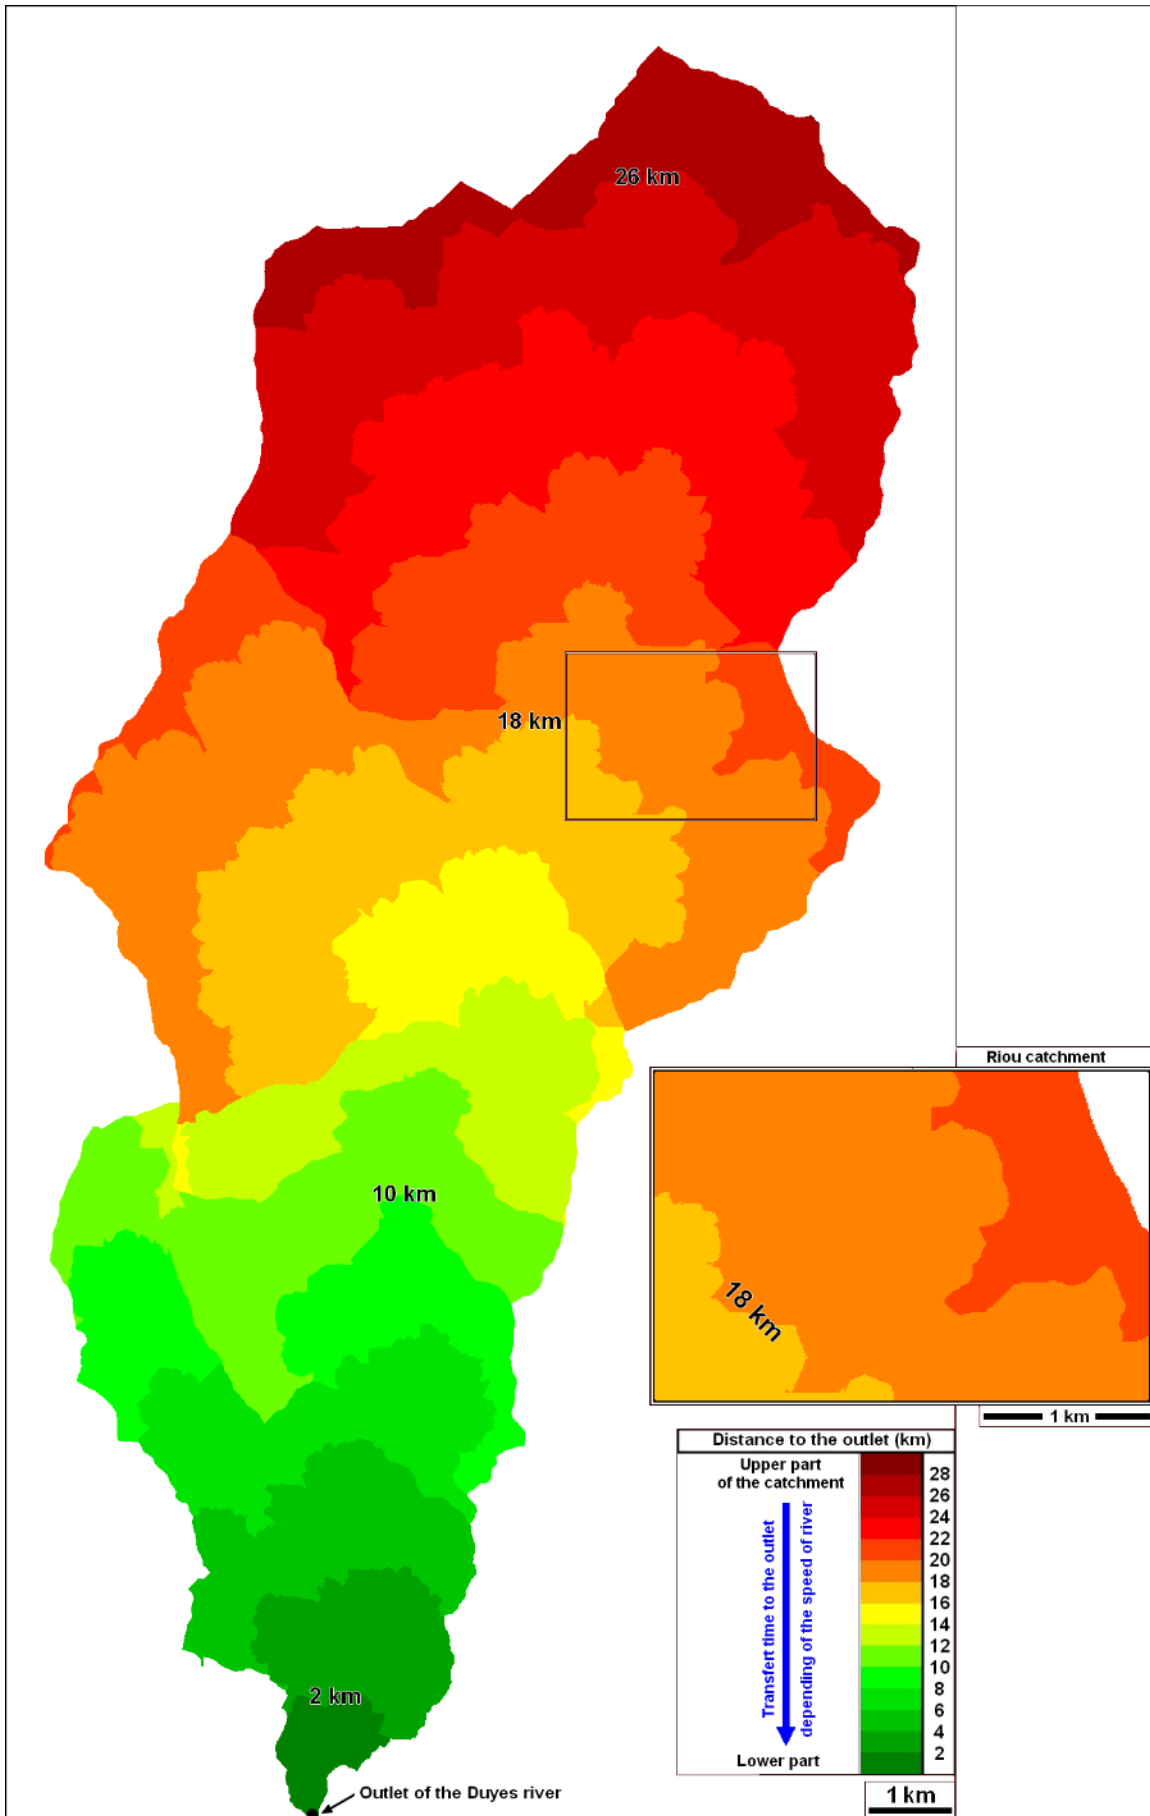 26 km
18 km
Riou catchment
10 km
18 km
1 km
Distance to the outlet (km)
Upper part
of the catchment
Transfert time to the outlet
depending of the speed of river
Lower part
28
26
24
22
20
18
16
14
12
10
8
6
4
2
2 km
Outlet of the Duyes river
1 km